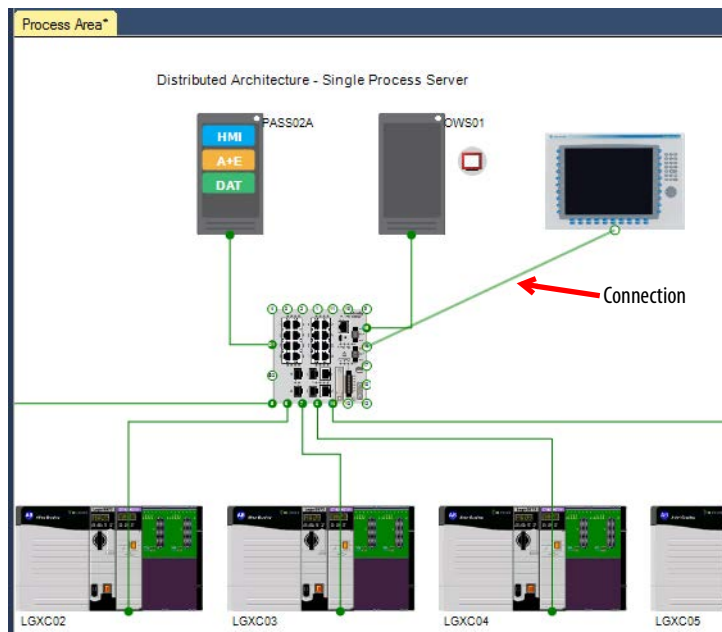 Process Area*
Distributed Architecture - Single Process Server
PASS02A
OWS01
HMI
A+E
DAT
Connection
LGXC02
LGXC03
LGXC04
LGXC05